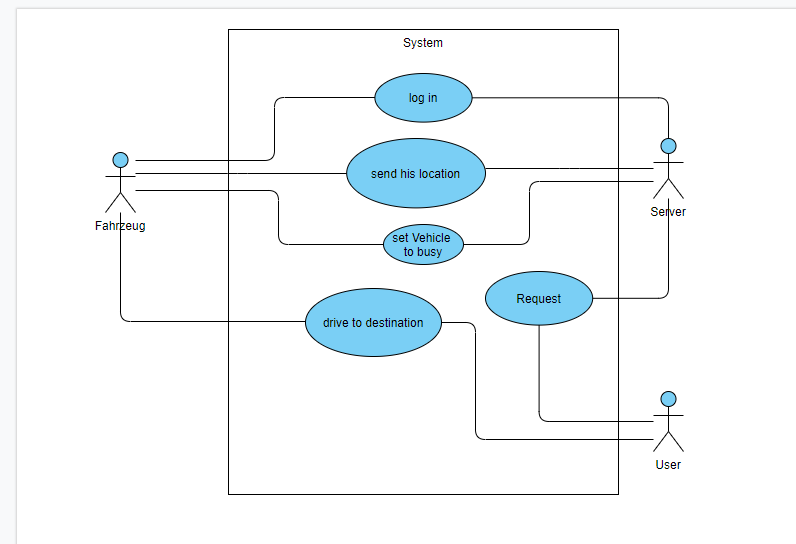 System
log in
send his location
Fahrzeug
Server
set Vehicle
to busy
Request
drive to destination
User